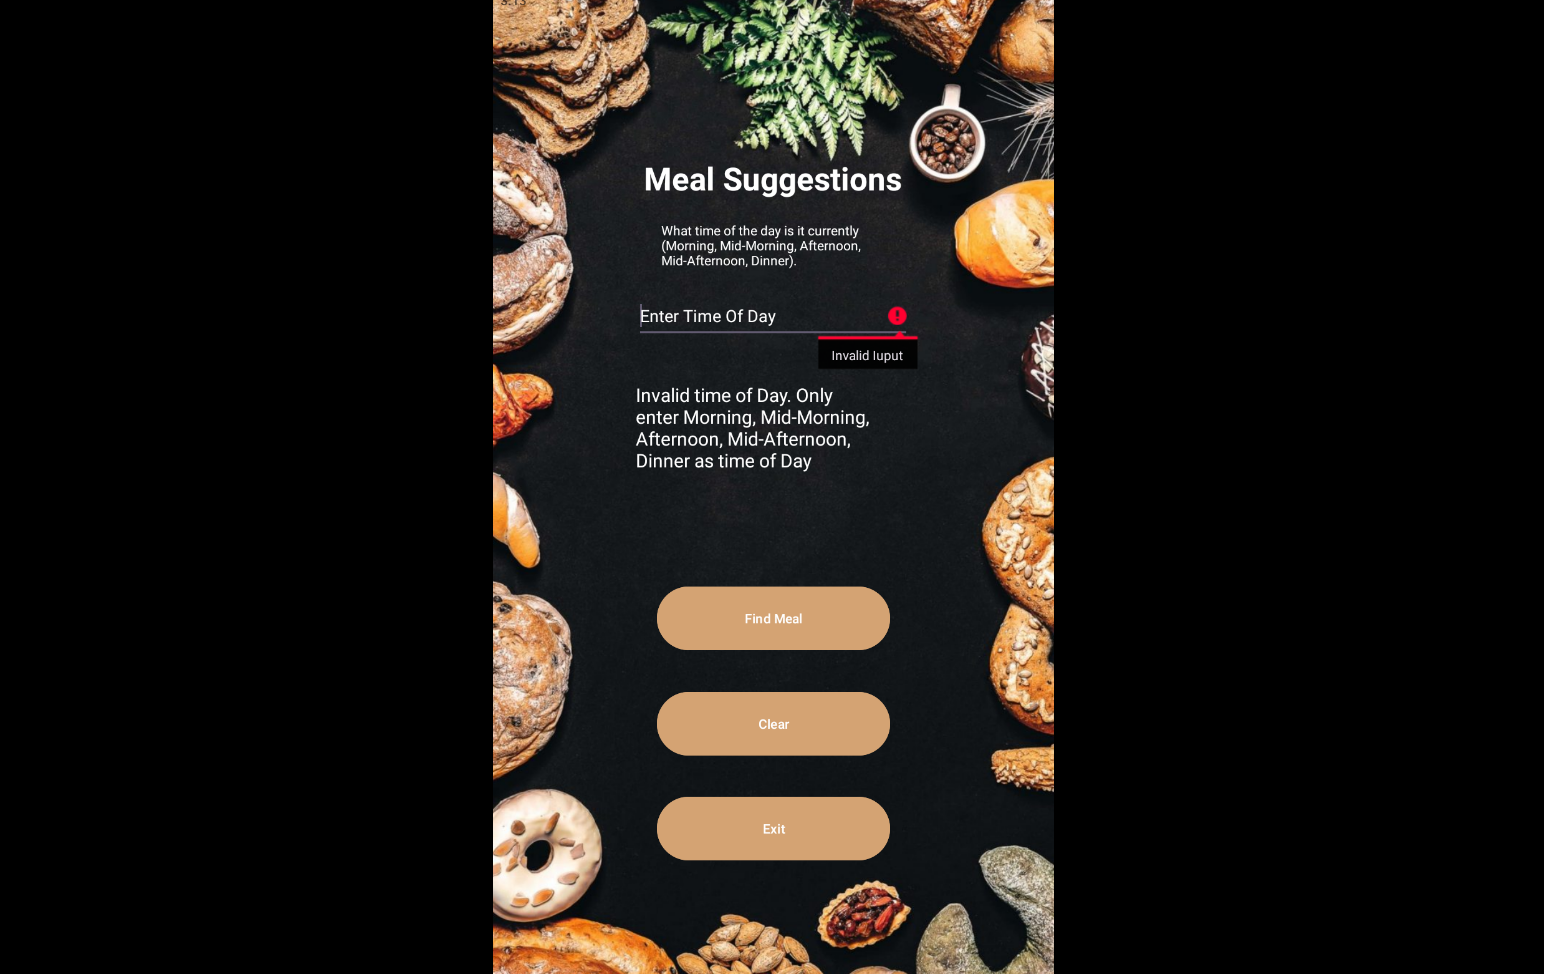 Meal Suggestions
What time of the day is it currently
(Morning, Mid-Morning, Afternoon,
Mid-Afternoon, Dinner).
Enter Time Of Day
Invalid Iuput
Invalid time of Day. Only
enter Morning, Mid-Morning,
Afternoon, Mid-Afternoon,
Dinner as time of Day
Find Meal
Clear
Exit